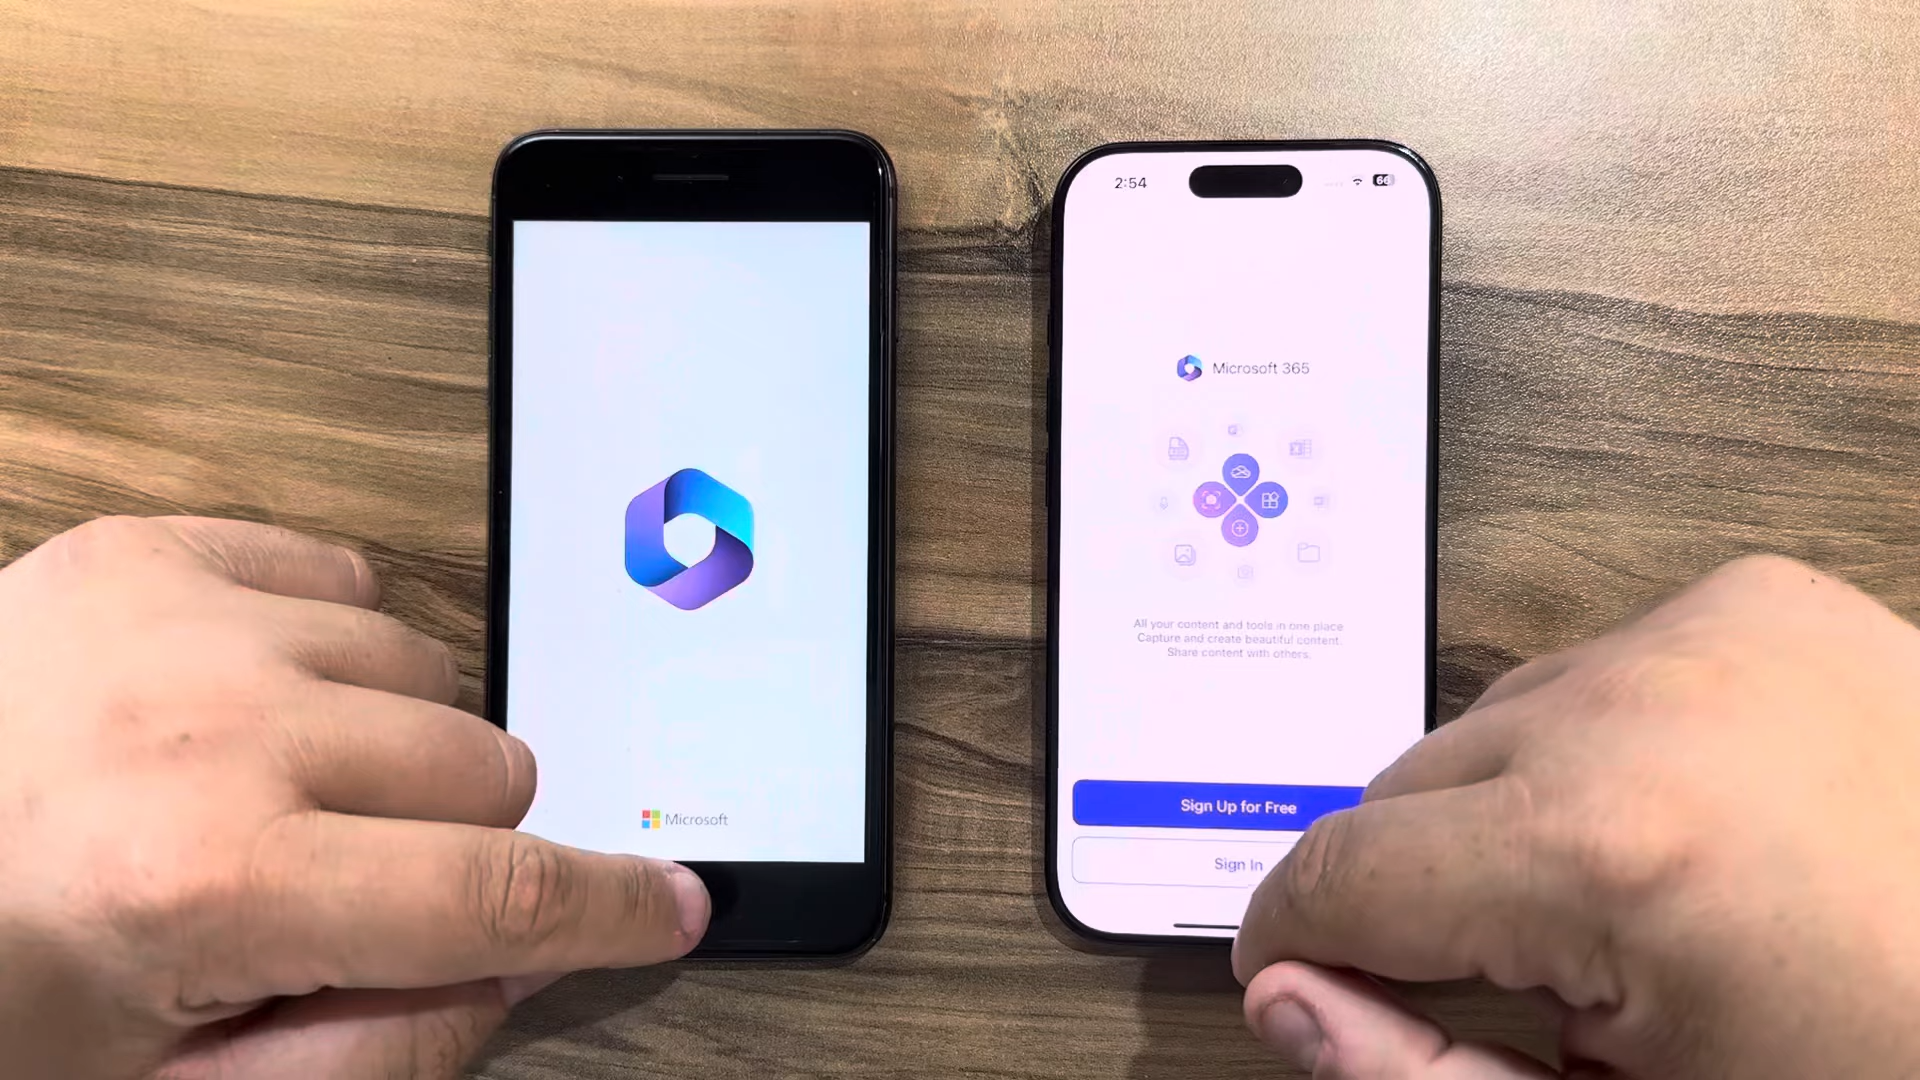 Microsoft
2:54
66
Microsoft 365
All your content and tools in one place
Capture and create beautiful content.
Share content with others.
Sign Up for Free
Sign In